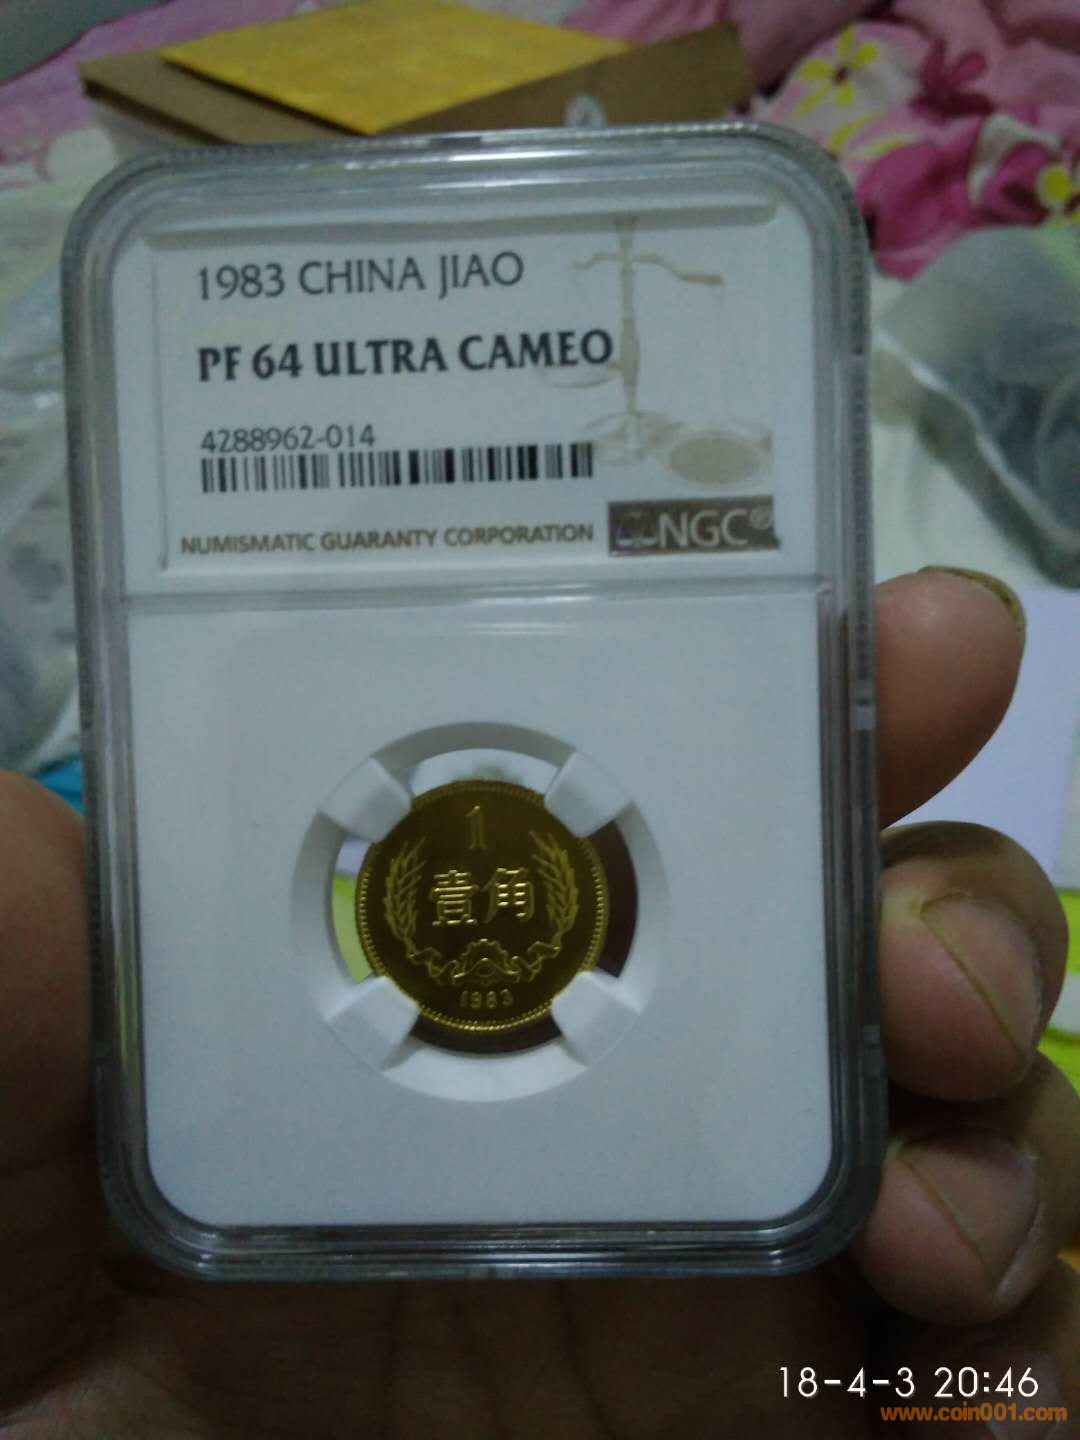 1983 CHINA JIAO
PF 64 ULTRA CAMEO
4288962-014
NUMISMATIC GUARANTY CORPORATION
NGC®
1
壹角
1983
18-4-3 20:46
www.coin001.com